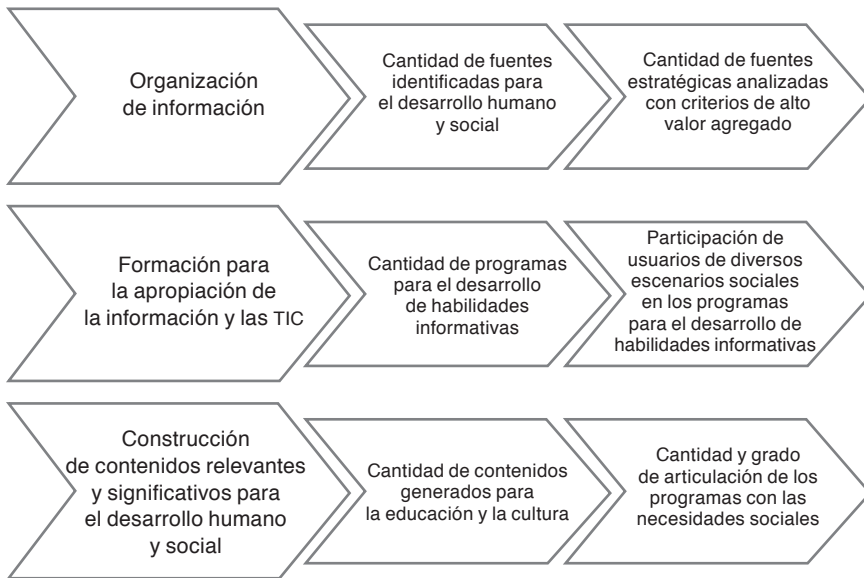 Organización
de información
Cantidad de fuentes
identificadas para
el desarrollo humano
y social
Cantidad de fuentes
estratégicas analizadas
con criterios de alto
valor agregado
Formación para
la apropiación de
la información y las TIC
Cantidad de programas
para el desarrollo
de habilidades
informativas
Participación de
usuarios de diversos
escenarios sociales
en los programas
para el desarrollo de
habilidades informativas
Construcción
de contenidos relevantes
y significativos para
el desarrollo humano
y social
Cantidad de contenidos
generados para
la educación y la cultura
Cantidad y grado
de articulación de los
programas con las
necesidades sociales